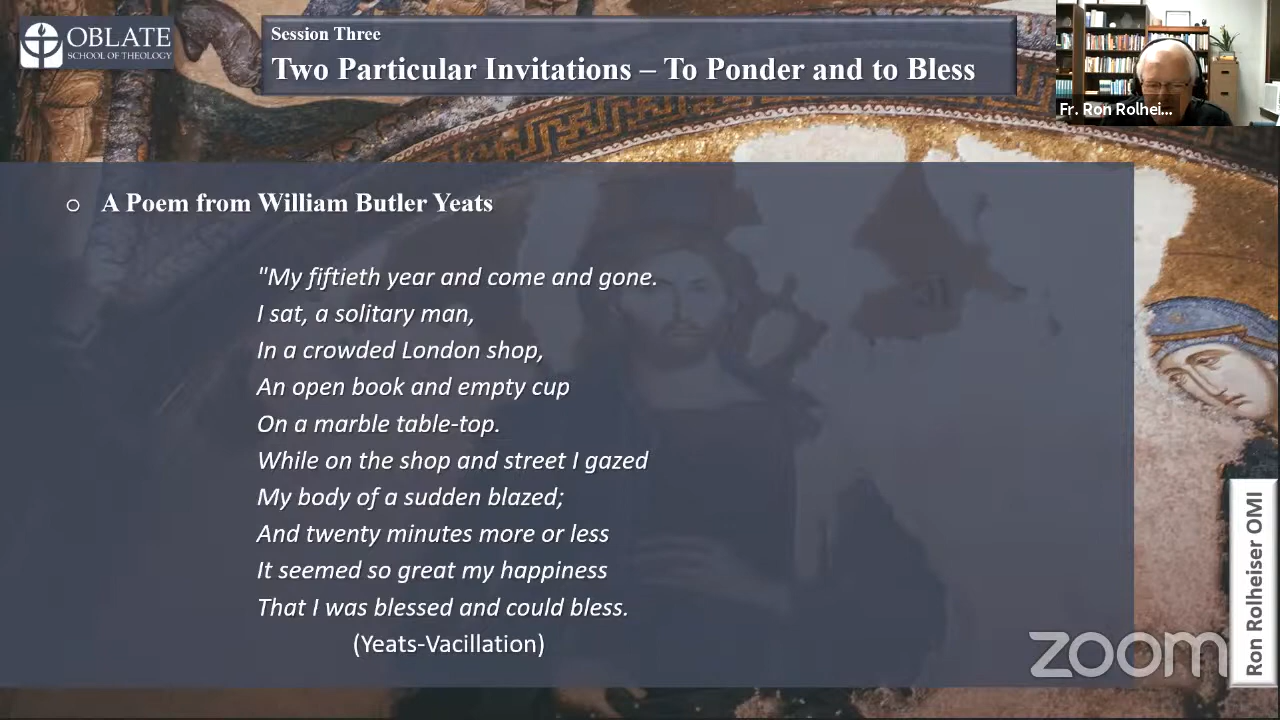 OBLATE
SCHOOL OF THEOLOGY
Session Three
Two Particular Invitations – To Ponder and to Bless
Fr. Ron Rolhei...
A Poem from William Butler Yeats
"My fiftieth year and come and gone.
I sat, a solitary man,
In a crowded London shop,
An open book and empty cup
On a marble table-top.
While on the shop and street I gazed
My body of a sudden blazed;
And twenty minutes more or less
It seemed so great my happiness
That I was blessed and could bless.
(Yeats-Vacillation)
Ron Rolheiser OMI
zoom